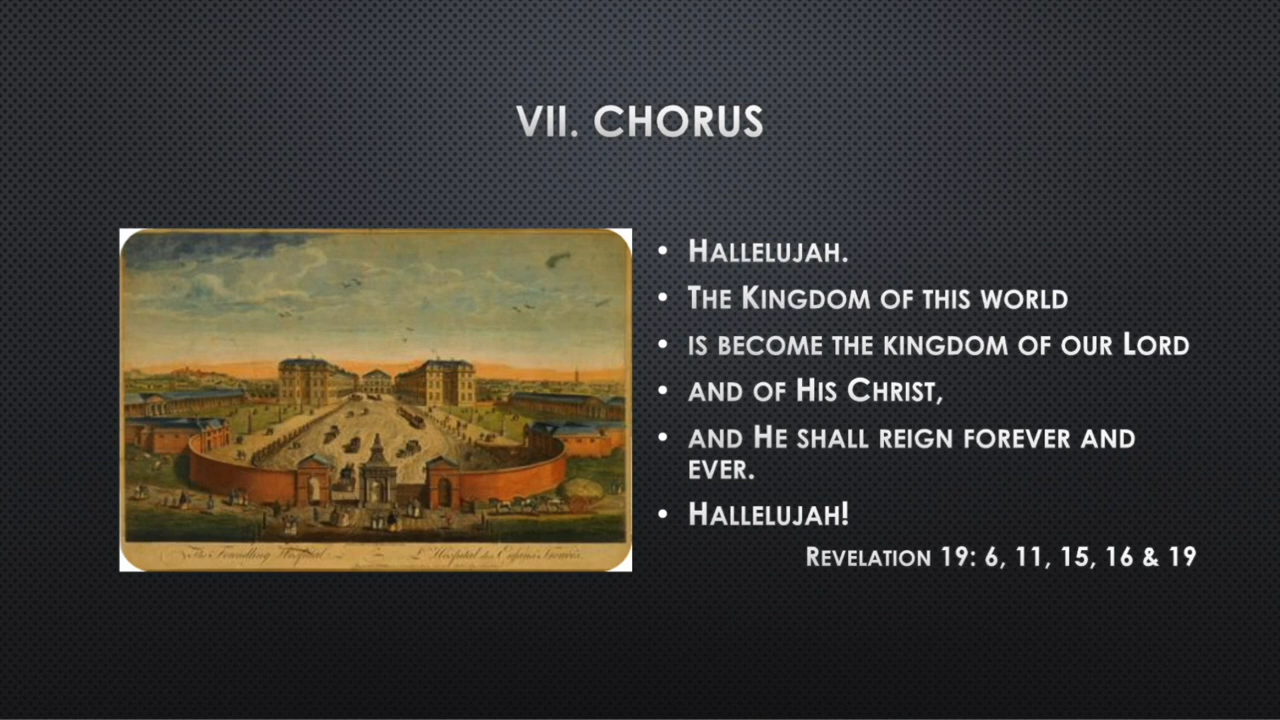 VII. CHORUS
• HALLELUJAH.
• THE KINGDOM OF THIS WORLD
• IS BECOME THE KINGDOM OF OUR LORD
• AND OF HIS CHRIST,
• AND HE SHALL REIGN FOREVER AND
EVER.
• HALLELUJAH!
REVELATION 19: 6, 11, 15, 16 & 19
The Foundling Hospital L'Hôspital des Enfans Trouvés.